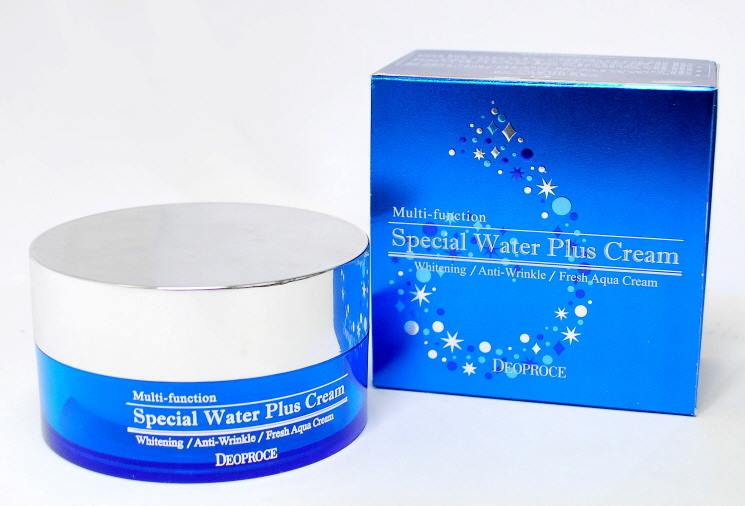 Multi-function
Special Water Plus Cream
Whitening / Anti-Wrinkle / Fresh Aqua Cream
DEOPROCE
Multi-function
Special Water Plus Cream
Whitening / Anti-Wrinkle / Fresh Aqua Cream
DEOPROCE